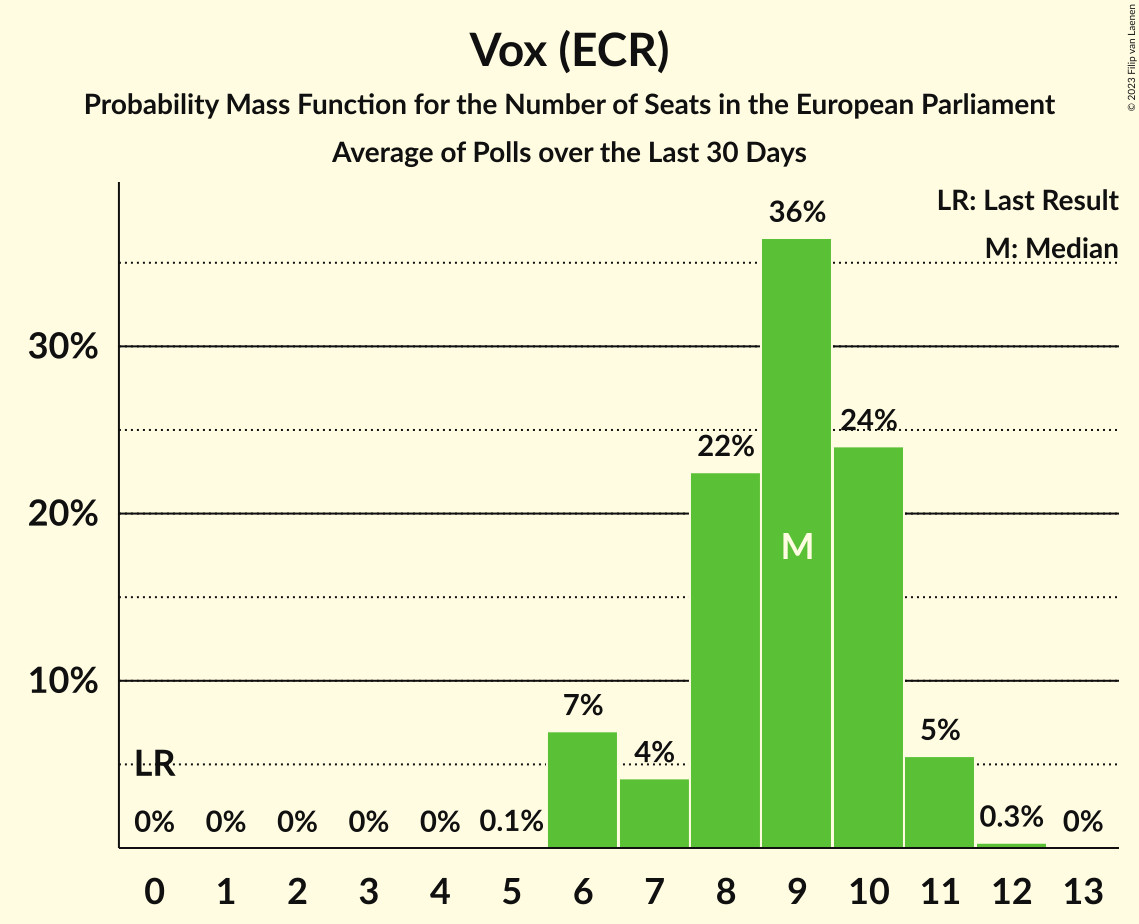 Vox (ECR)
Probability Mass Function for the Number of Seats in the European Parliament
Average of Polls over the Last 30 Days
© 2023 Filip van Laenen
LR: Last Result
M: Median
36%
30%
24%
22%
20%
M
10%
7%
5%
4%
LR
0% 0% 0% 0% 0% 0.1% 0.3% 0%
0 1 2 3 4 5 6 7 8 9 10 11 12 13